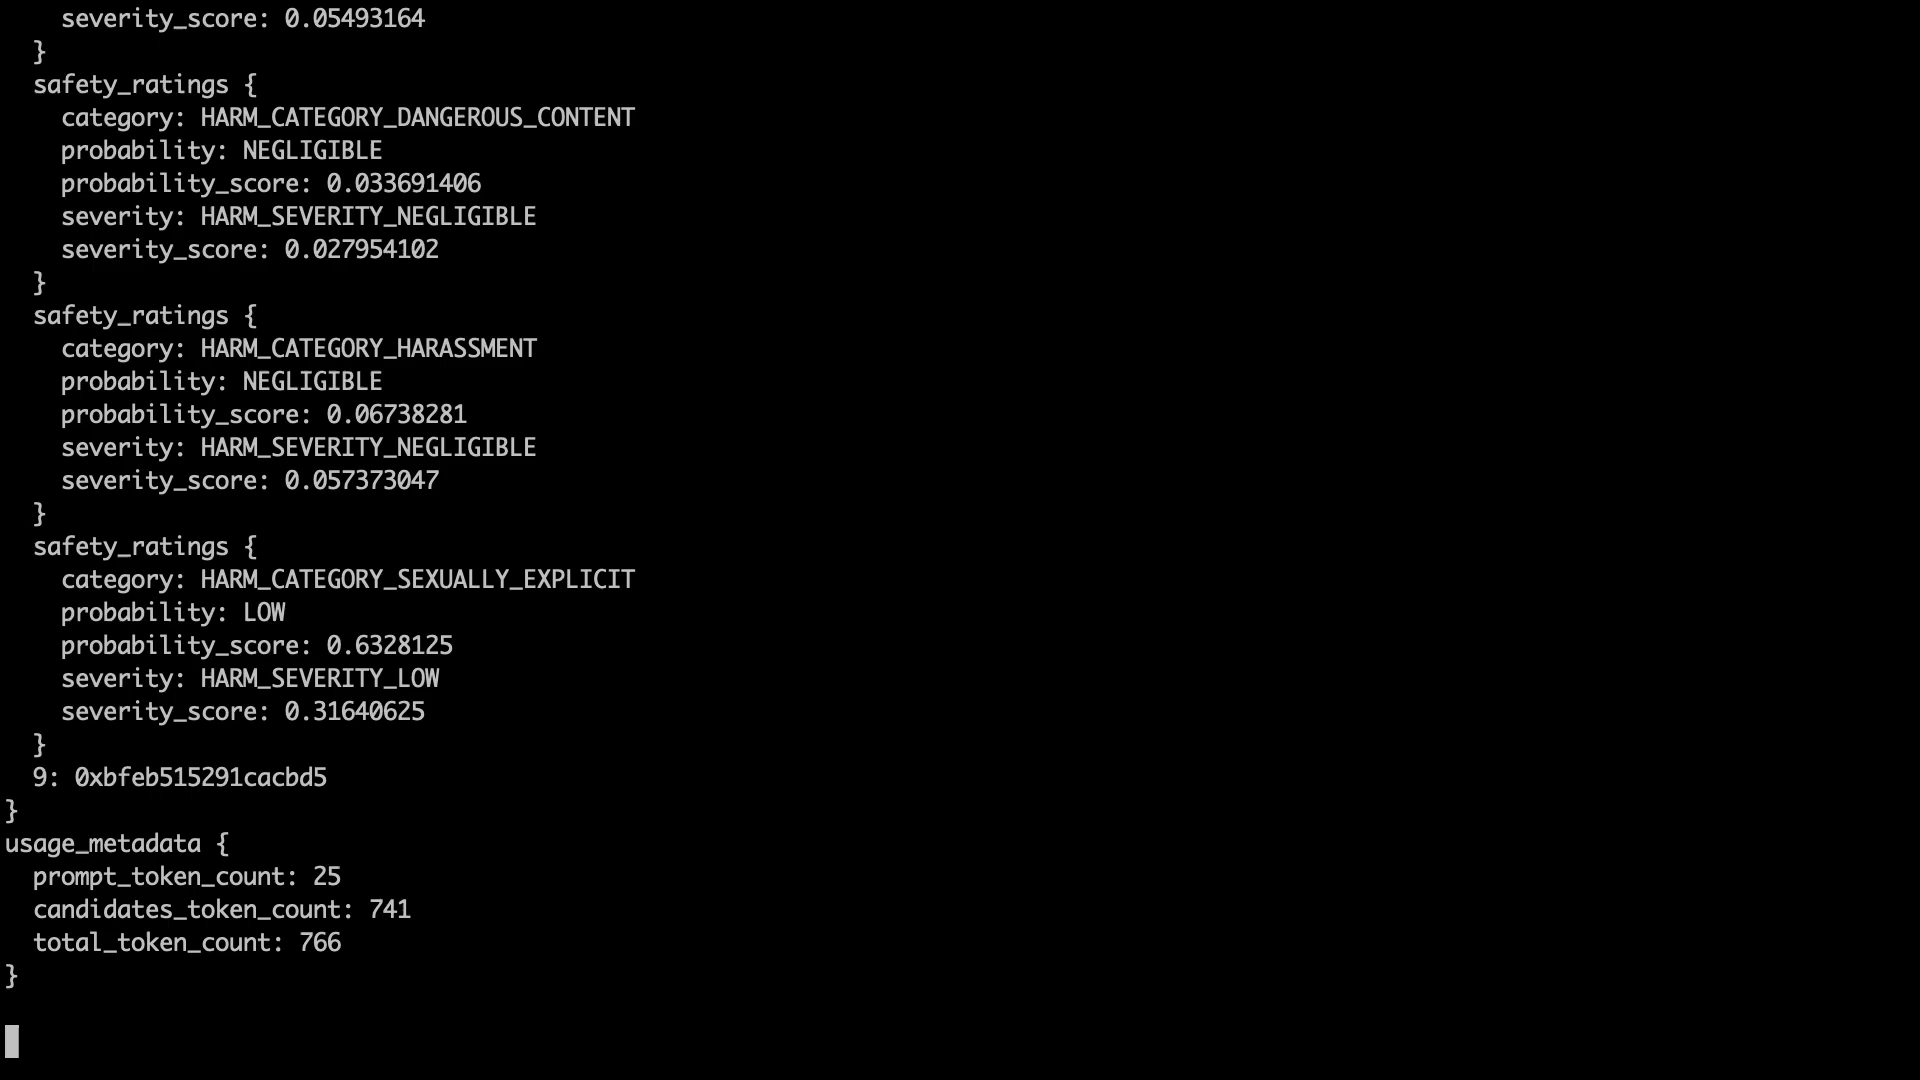 severity_score: 0.05493164
}
safety_ratings {
category: HARM_CATEGORY_DANGEROUS_CONTENT
probability: NEGLIGIBLE
probability_score: 0.033691406
severity: HARM_SEVERITY_NEGLIGIBLE
severity_score: 0.027954102
}
safety_ratings {
category: HARM_CATEGORY_HARASSMENT
probability: NEGLIGIBLE
probability_score: 0.06738281
severity: HARM_SEVERITY_NEGLIGIBLE
severity_score: 0.057373047
}
safety_ratings {
category: HARM_CATEGORY_SEXUALLY_EXPLICIT
probability: LOW
probability_score: 0.6328125
severity: HARM_SEVERITY_LOW
severity_score: 0.31640625
}
9: 0xbfeb515291cacbd5
}
usage_metadata {
prompt_token_count: 25
candidates_token_count: 741
total_token_count: 766
}